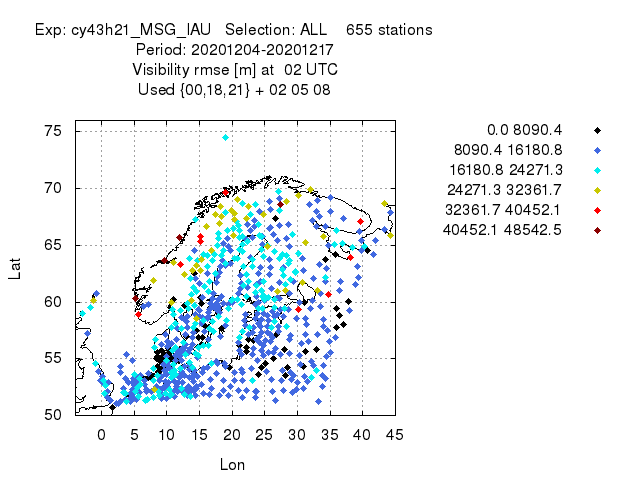 Exp: cy43h21_MSG_IAU Selection: ALL 655 stations
Period: 20201204-20201217
Visibility rmse [m] at 02 UTC
Used {00,18,21} + 02 05 08
0.0 8090.4
8090.4 16180.8
16180.8 24271.3
24271.3 32361.7
32361.7 40452.1
40452.1 48542.5
75
70
65
60
55
50
Lat
0 5 10 15 20 25 30 35 40 45
Lon